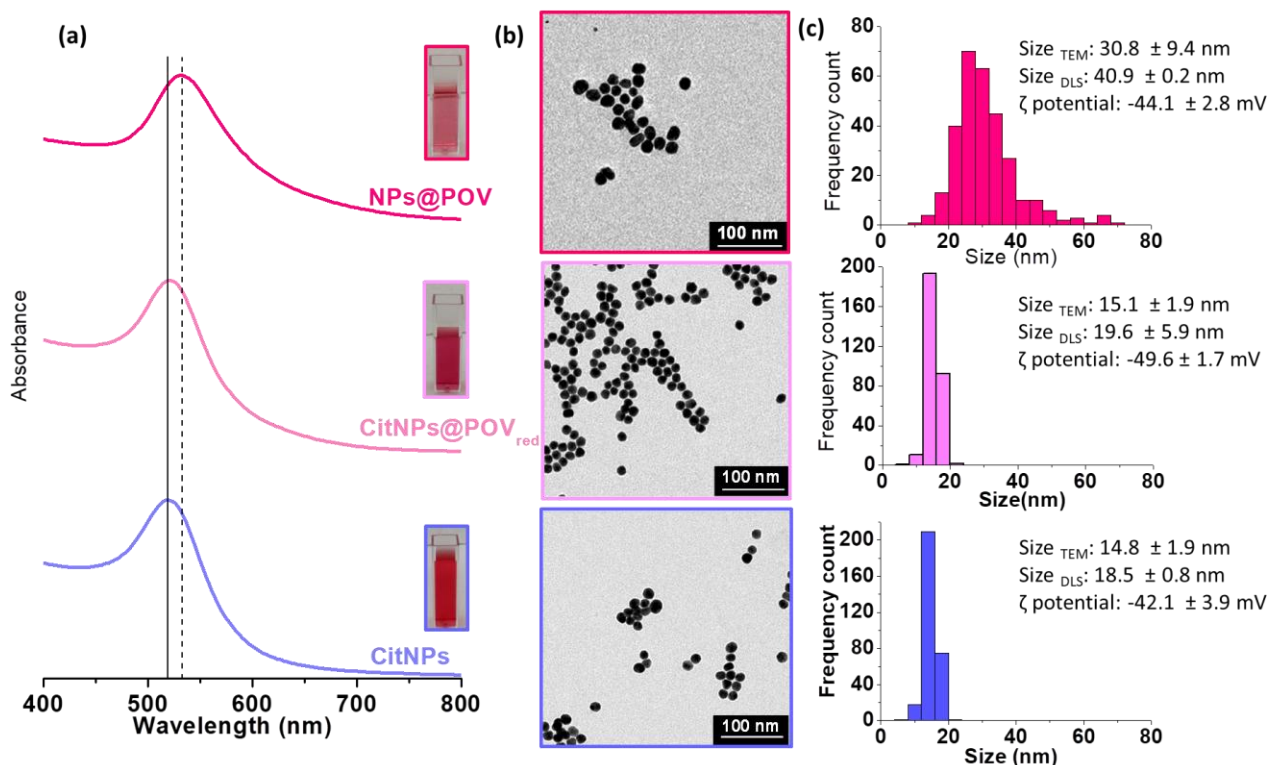 (a)
NPs@POV
CitNPs@POVred
CitNPs
Absorbance
400 500 600 700 800
Wavelength (nm)
(b)
100 nm
100 nm
100 nm
(c)
Size TEM: 30.8 ± 9.4 nm
Size DLS: 40.9 ± 0.2 nm
ζ potential: -44.1 ± 2.8 mV
Frequency count
80
60
40
20
0
0 20 40 60 80
Size (nm)
Size TEM: 15.1 ± 1.9 nm
Size DLS: 19.6 ± 5.9 nm
ζ potential: -49.6 ± 1.7 mV
Frequency count
200
160
120
80
40
0
0 20 40 60 80
Size(nm)
Size TEM: 14.8 ± 1.9 nm
Size DLS: 18.5 ± 0.8 nm
ζ potential: -42.1 ± 3.9 mV
Frequency count
200
160
120
80
40
0
0 20 40 60 80
Size (nm)